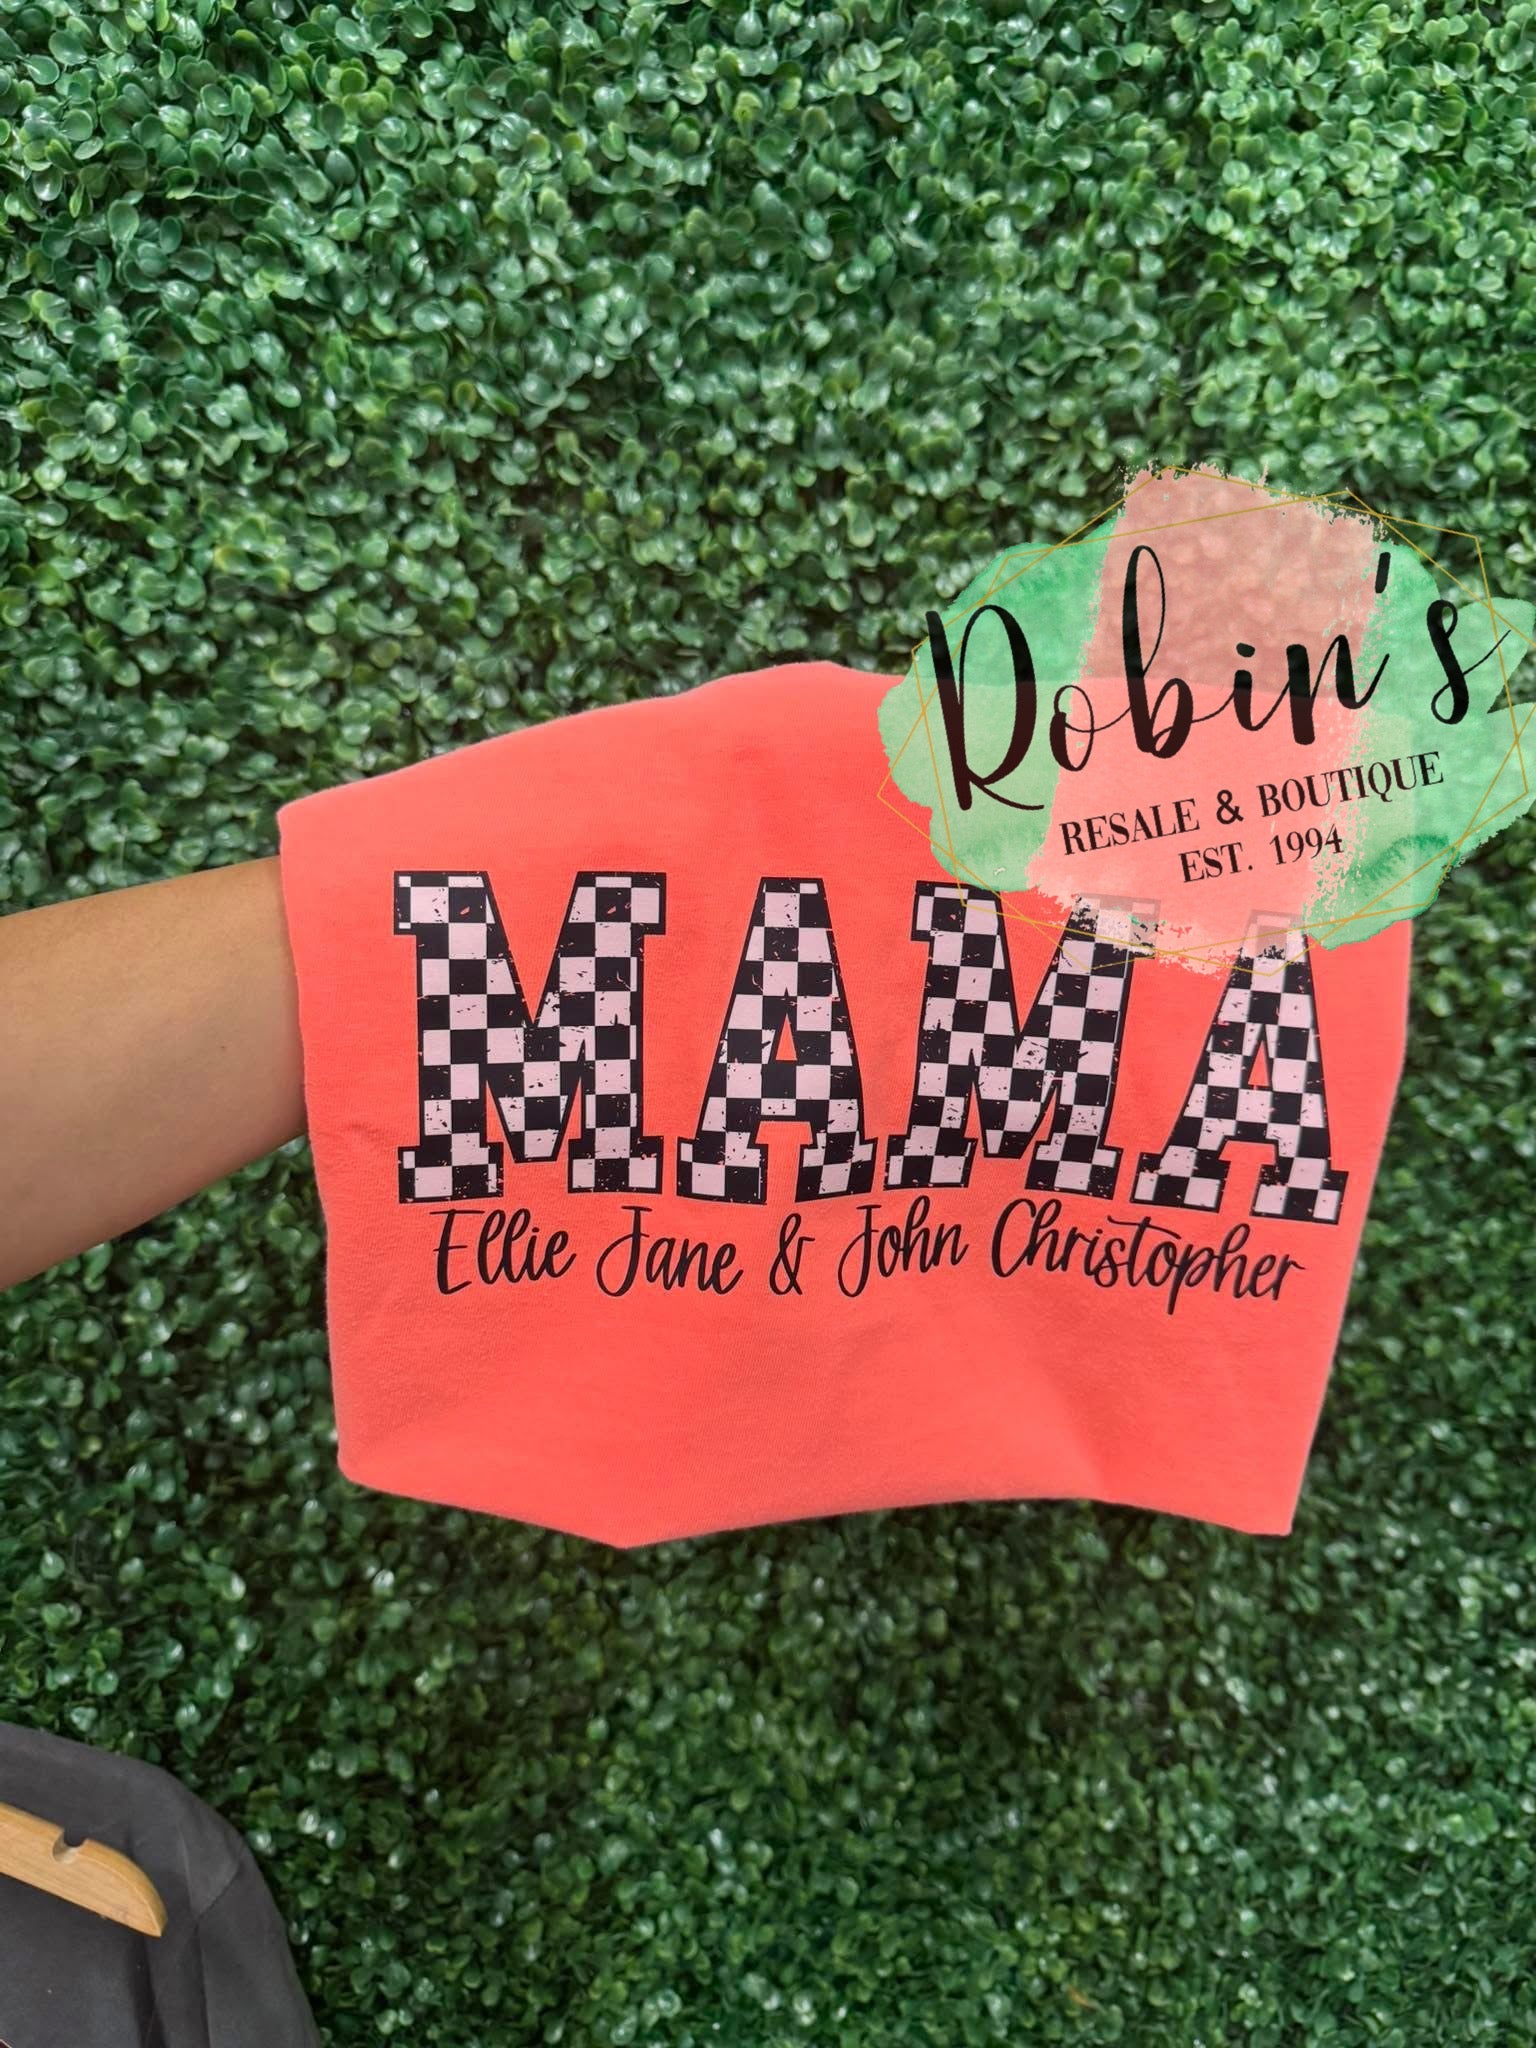 Robin's
RESALE & BOUTIQUE
EST. 1994
MAMA
Ellie Jane & John Christopher